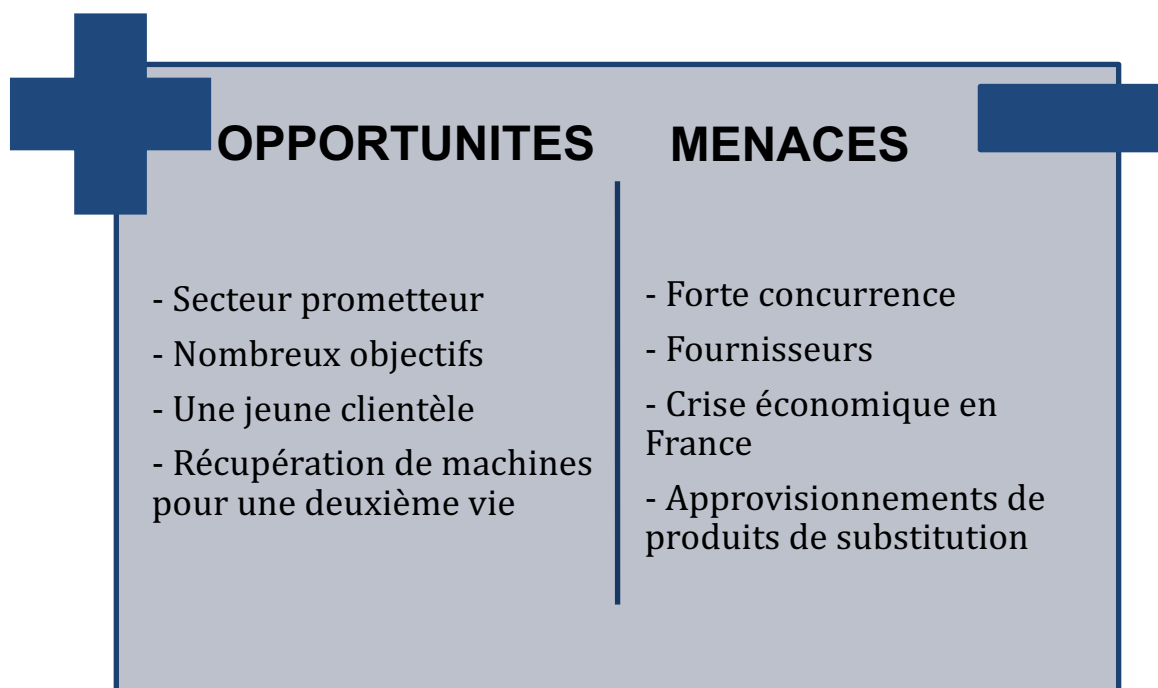 OPPORTUNITES
MENACES
- Secteur prometteur
- Nombreux objectifs
- Une jeune clientèle
- Récupération de machines
pour une deuxième vie
- Forte concurrence
- Fournisseurs
- Crise économique en
France
- Approvisionnements de
produits de substitution